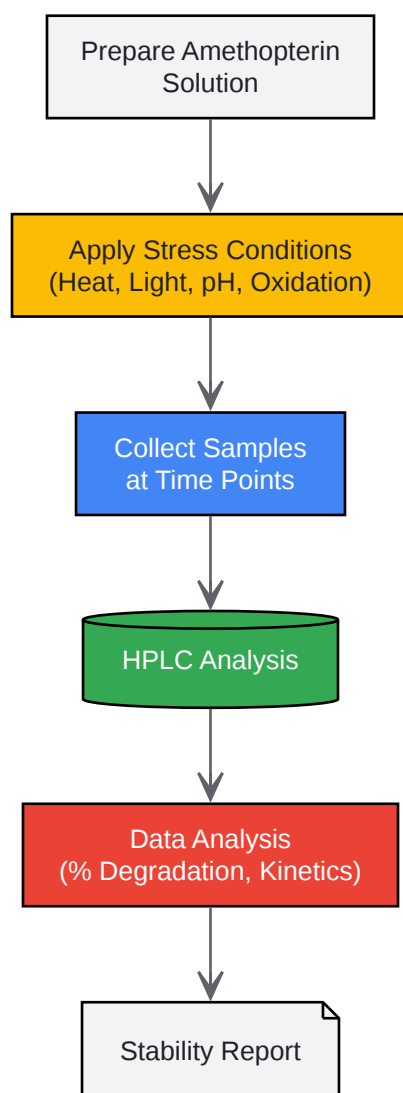 Prepare Amethopterin
Solution
Apply Stress Conditions
(Heat, Light, pH, Oxidation)
Collect Samples
at Time Points
HPLC Analysis
Data Analysis
(% Degradation, Kinetics)
Stability Report